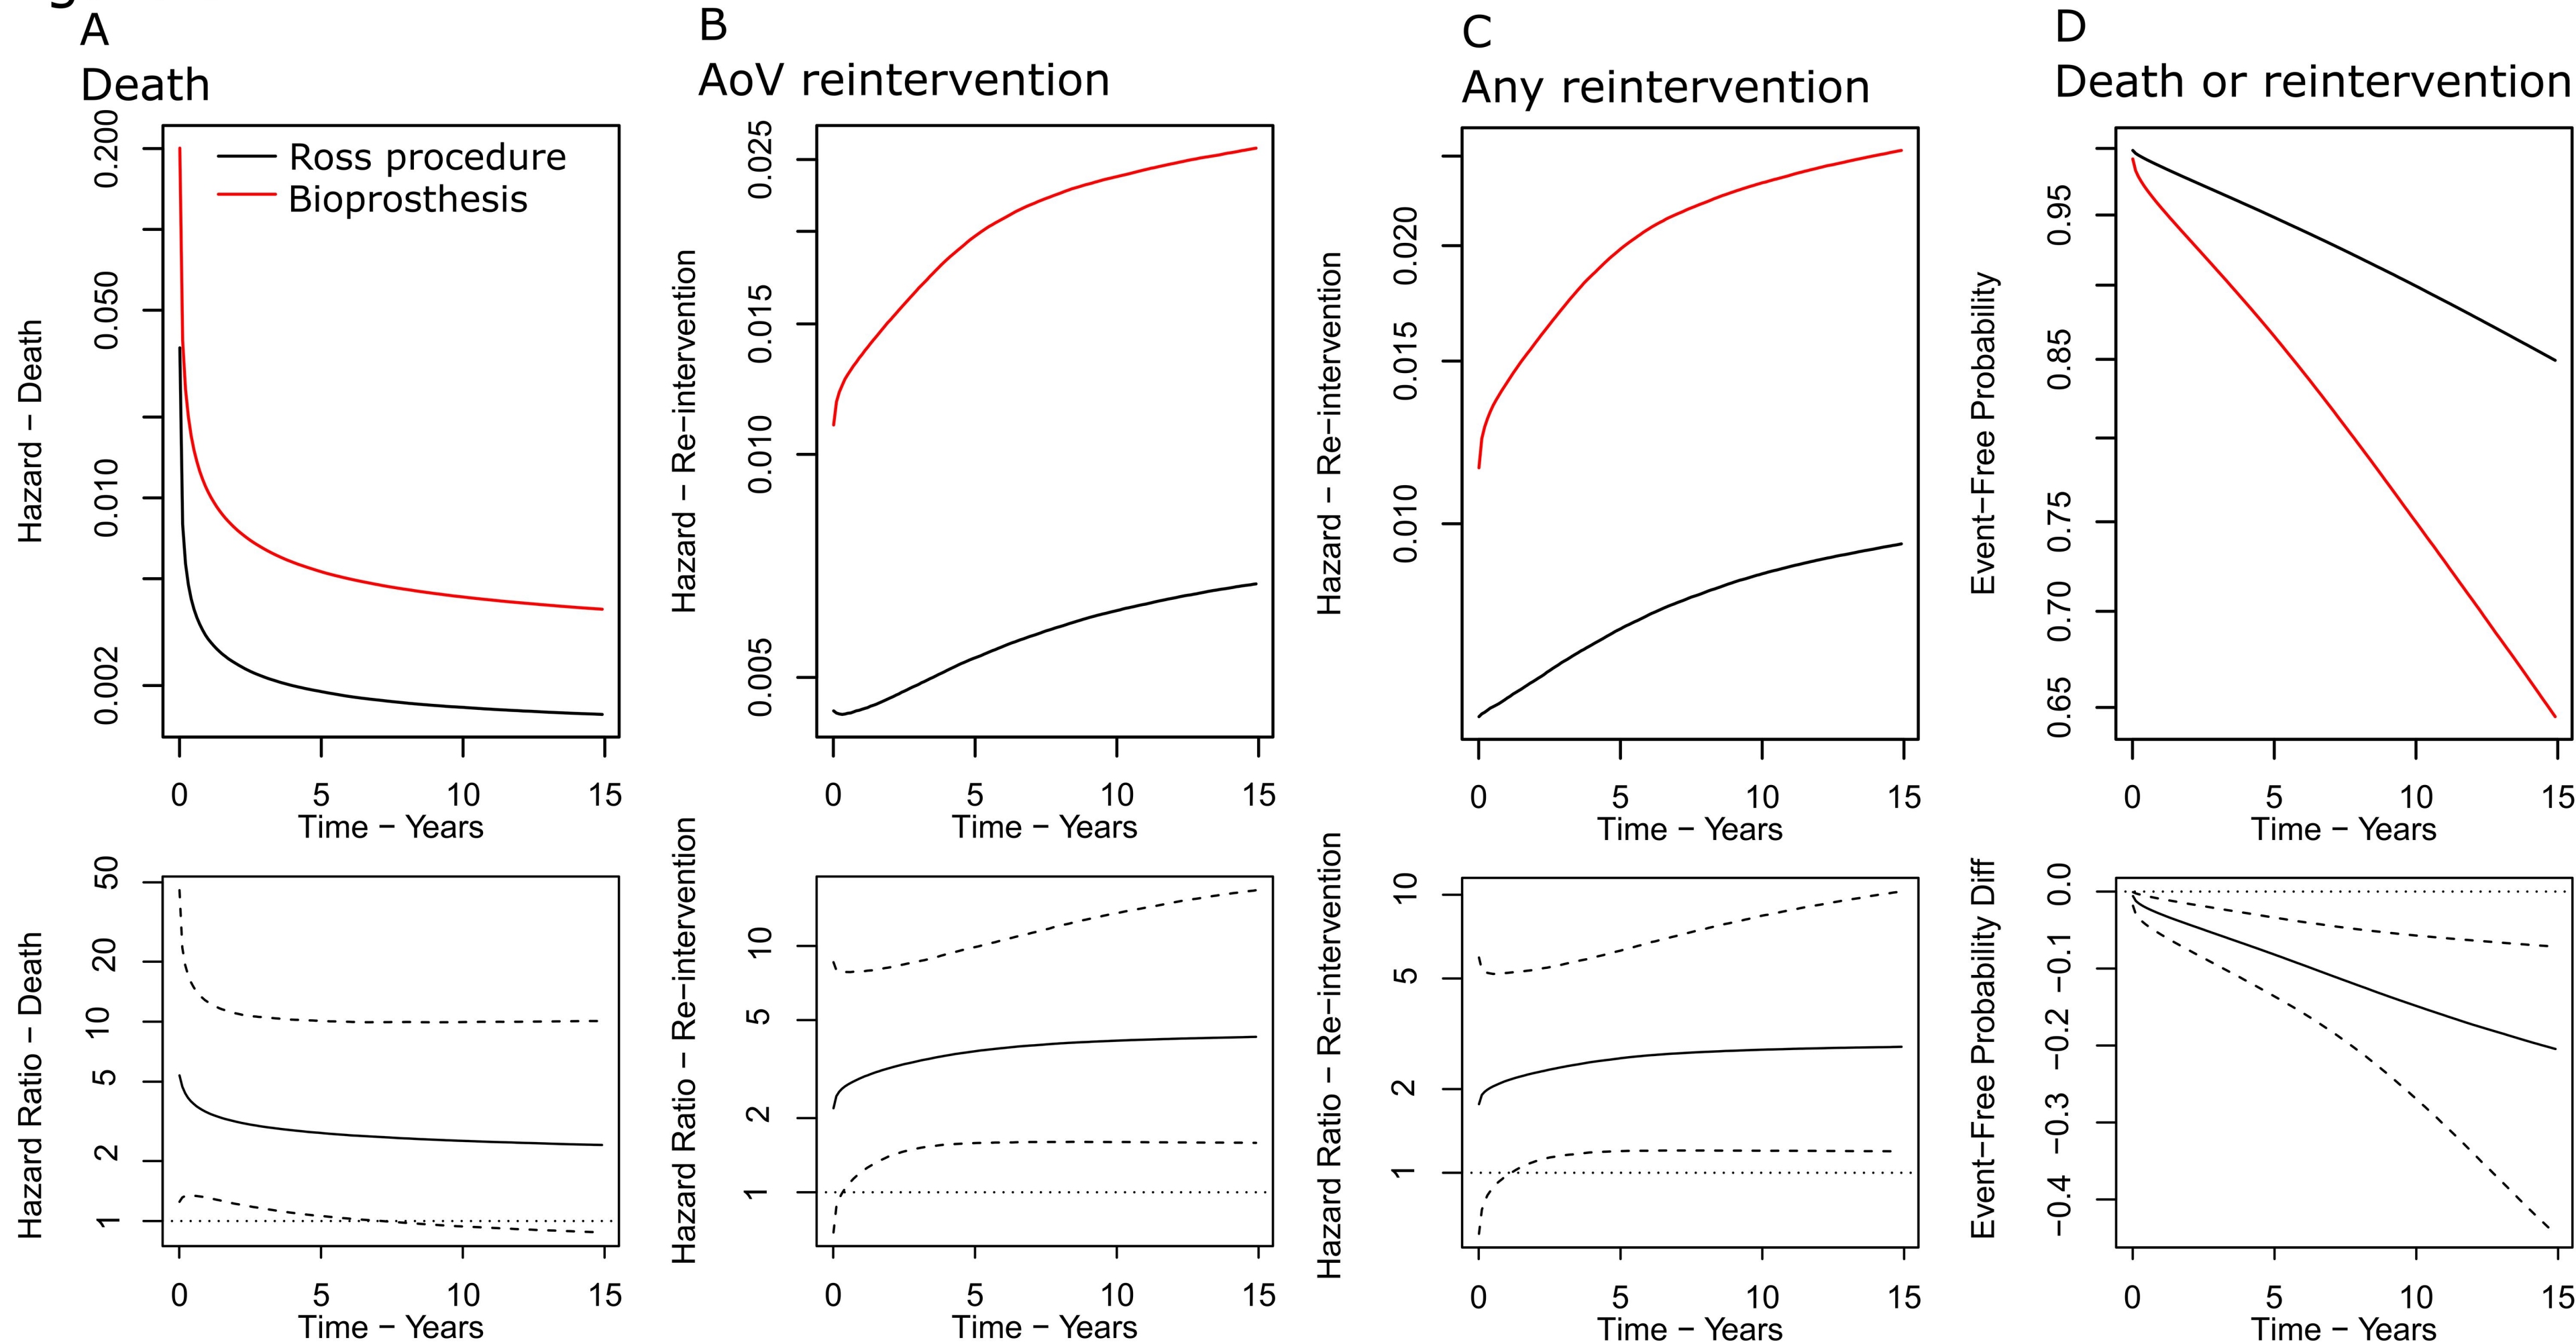 A
Death
Hazard − Death
0.200
0.050
0.010
0.002
Ross procedure
Bioprosthesis
0 5 10 15
Time − Years
B
AoV reintervention
Hazard − Re−intervention
0.025
0.015
0.010
0.005
0 5 10 15
Time − Years
C
Any reintervention
Hazard − Re−intervention
0.020
0.015
0.010
0 5 10 15
Time − Years
D
Death or reintervention
Event−Free Probability
0.95
0.85
0.75
0.70
0.65
0 5 10 15
Time − Years
Hazard Ratio − Death
50
20
10
5
2
1
0 5 10 15
Time − Years
Hazard Ratio − Re−intervention
10
5
2
1
0 5 10 15
Time − Years
Hazard Ratio − Re−intervention
10
5
2
1
0 5 10 15
Time − Years
Event−Free Probability Diff
0.0
−0.1
−0.2
−0.3
−0.4
0 5 10 15
Time − Years